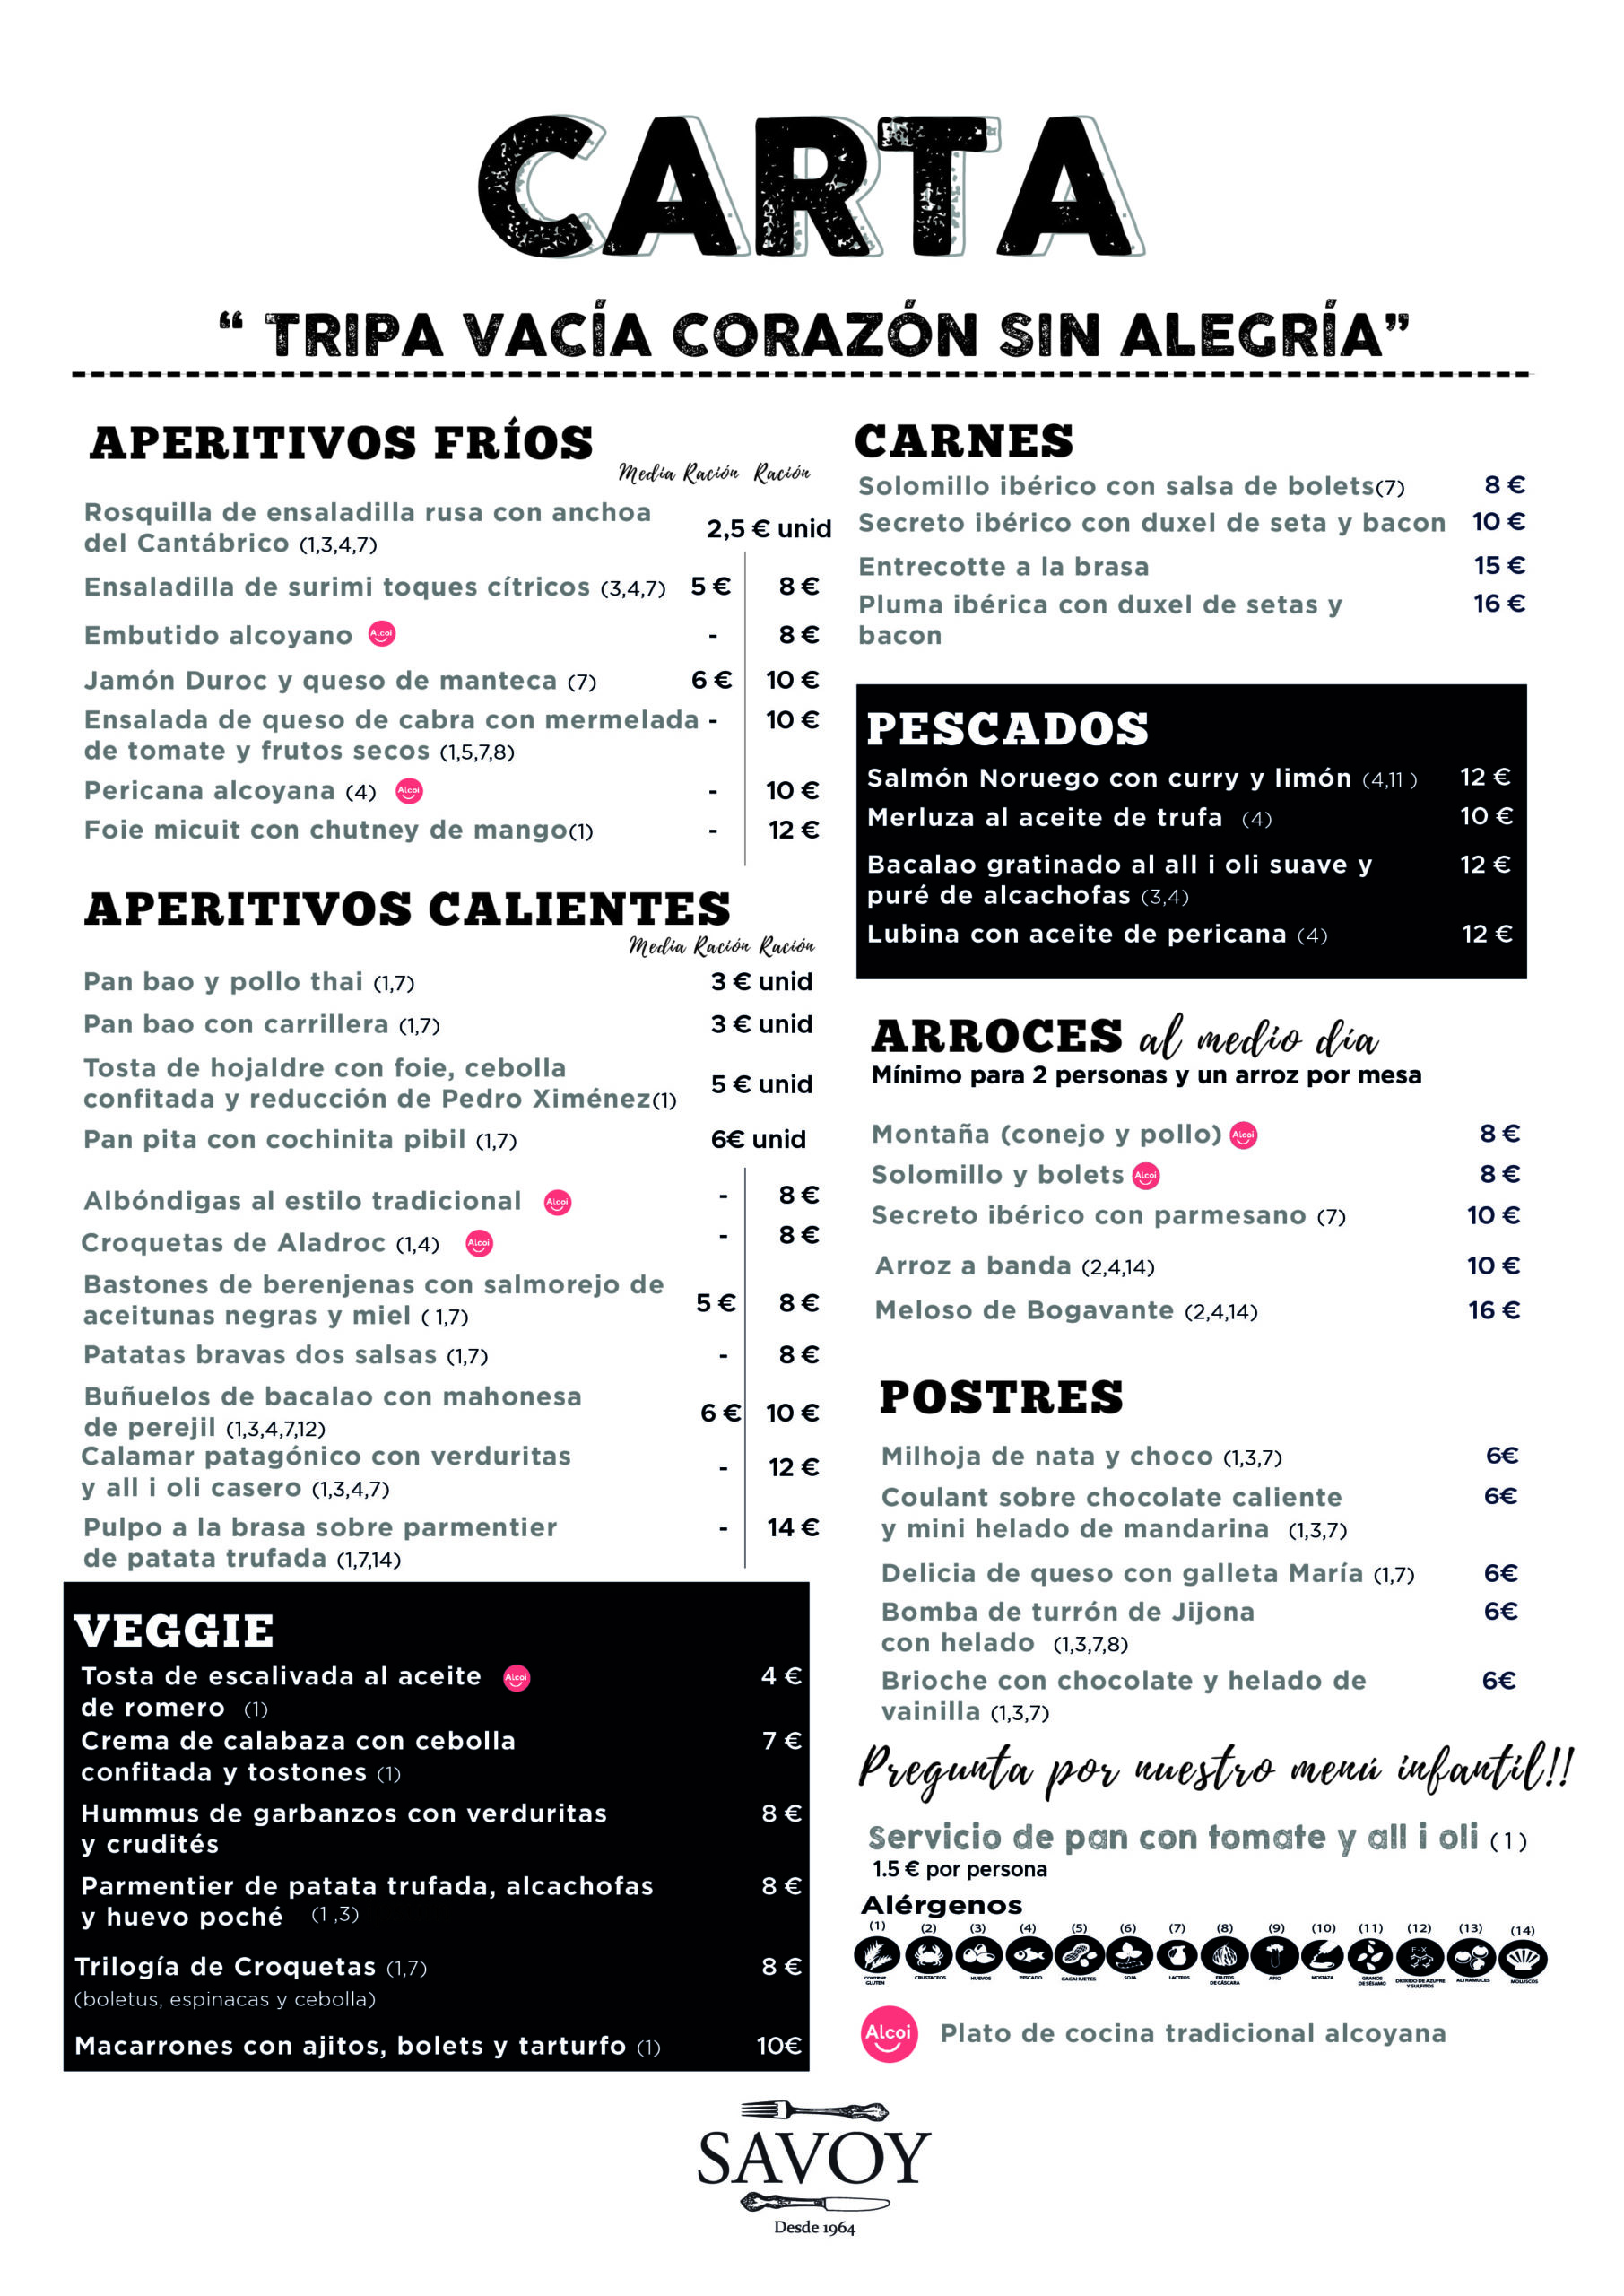 CARTA
“ TRIPA VACÍA CORAZÓN SIN ALEGRÍA”
APERITIVOS FRÍOS
Media Ración Ración
Rosquilla de ensaladilla rusa con anchoa
del Cantábrico (1,3,4,7) 2,5 € unid
Ensaladilla de surimi toques cítricos (3,4,7) 5 € 8 €
Embutido alcoyano Alcoi - 8 €
Jamón Duroc y queso de manteca (7) 6 € 10 €
Ensalada de queso de cabra con mermelada - 10 €
de tomate y frutos secos (1,5,7,8)
Pericana alcoyana (4) Alcoi - 10 €
Foie micuit con chutney de mango(1) - 12 €
APERITIVOS CALIENTES
Media Ración Ración
Pan bao y pollo thai (1,7) 3 € unid
Pan bao con carrillera (1,7) 3 € unid
Tosta de hojaldre con foie, cebolla
confitada y reducción de Pedro Ximénez(1) 5 € unid
Pan pita con cochinita pibil (1,7) 6€ unid
Albóndigas al estilo tradicional Alcoi - 8 €
Croquetas de Aladroc (1,4) Alcoi - 8 €
Bastones de berenjenas con salmorejo de
aceitunas negras y miel ( 1,7) 5 € 8 €
Patatas bravas dos salsas (1,7) - 8 €
Buñuelos de bacalao con mahonesa
de perejil (1,3,4,7,12) 6 € 10 €
Calamar patagónico con verduritas
y all i oli casero (1,3,4,7) - 12 €
Pulpo a la brasa sobre parmentier - 14 €
de patata trufada (1,7,14)
VEGGIE
Tosta de escalivada al aceite Alcoi 4 €
de romero (1)
Crema de calabaza con cebolla 7 €
confitada y tostones (1)
Hummus de garbanzos con verduritas 8 €
y crudités
Parmentier de patata trufada, alcachofas 8 €
y huevo poché (1 ,3)
Trilogía de Croquetas (1,7) 8 €
(boletus, espinacas y cebolla)
Macarrones con ajitos, bolets y tarturfo (1) 10€
CARNES
Solomillo ibérico con salsa de bolets(7) 8 €
Secreto ibérico con duxel de seta y bacon 10 €
Entrecotte a la brasa 15 €
Pluma ibérica con duxel de setas y 16 €
bacon
PESCADOS
Salmón Noruego con curry y limón (4,11 ) 12 €
Merluza al aceite de trufa (4) 10 €
Bacalao gratinado al all i oli suave y 12 €
puré de alcachofas (3,4)
Lubina con aceite de pericana (4) 12 €
ARROCES al medio día
Mínimo para 2 personas y un arroz por mesa
Montaña (conejo y pollo) Alcoi 8 €
Solomillo y bolets Alcoi 8 €
Secreto ibérico con parmesano (7) 10 €
Arroz a banda (2,4,14) 10 €
Meloso de Bogavante (2,4,14) 16 €
POSTRES
Milhoja de nata y choco (1,3,7) 6€
Coulant sobre chocolate caliente 6€
y mini helado de mandarina (1,3,7)
Delicia de queso con galleta María (1,7) 6€
Bomba de turrón de Jijona 6€
con helado (1,3,7,8)
Brioche con chocolate y helado de 6€
vainilla (1,3,7)
Pregunta por nuestro menú infantil!!
Servicio de pan con tomate y all i oli (1)
1.5 € por persona
Alérgenos
(1) (2) (3) (4) (5) (6) (7) (8) (9) (10) (11) (12) (13) (14)
E-X
CONTIENE GLUTEN CRUSTACEOS HUEVOS PESCADO CACAHUETES SOJA LACTEOS FRUTOS DE CÁSCARA APIO MOSTAZA GRANOS DE SÉSAMO DIÓXIDO DE AZUFRE Y SULFITOS ALTRAMUCES MOLUSCOS
Alcoi Plato de cocina tradicional alcoyana
SAVOY
Desde 1964